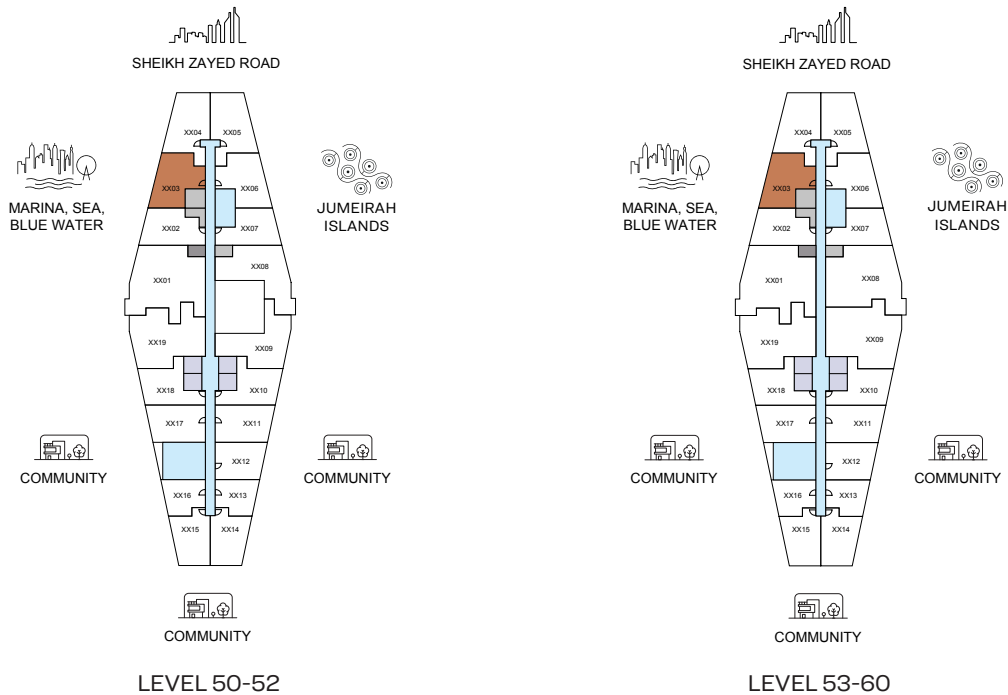 SHEIKH ZAYED ROAD
XX04
XX05
XX03
XX06
MARINA, SEA,
BLUE WATER
JUMEIRAH
ISLANDS
XX02
XX07
XX01
XX08
XX19
XX09
XX18
XX10
XX17
XX11
XX12
COMMUNITY
COMMUNITY
XX16
XX13
XX15
XX14
COMMUNITY
LEVEL 50-52
SHEIKH ZAYED ROAD
XX04
XX05
XX03
XX06
MARINA, SEA,
BLUE WATER
JUMEIRAH
ISLANDS
XX02
XX07
XX01
XX08
XX19
XX09
XX18
XX10
XX17
XX11
XX12
COMMUNITY
COMMUNITY
XX16
XX13
XX15
XX14
COMMUNITY
LEVEL 53-60